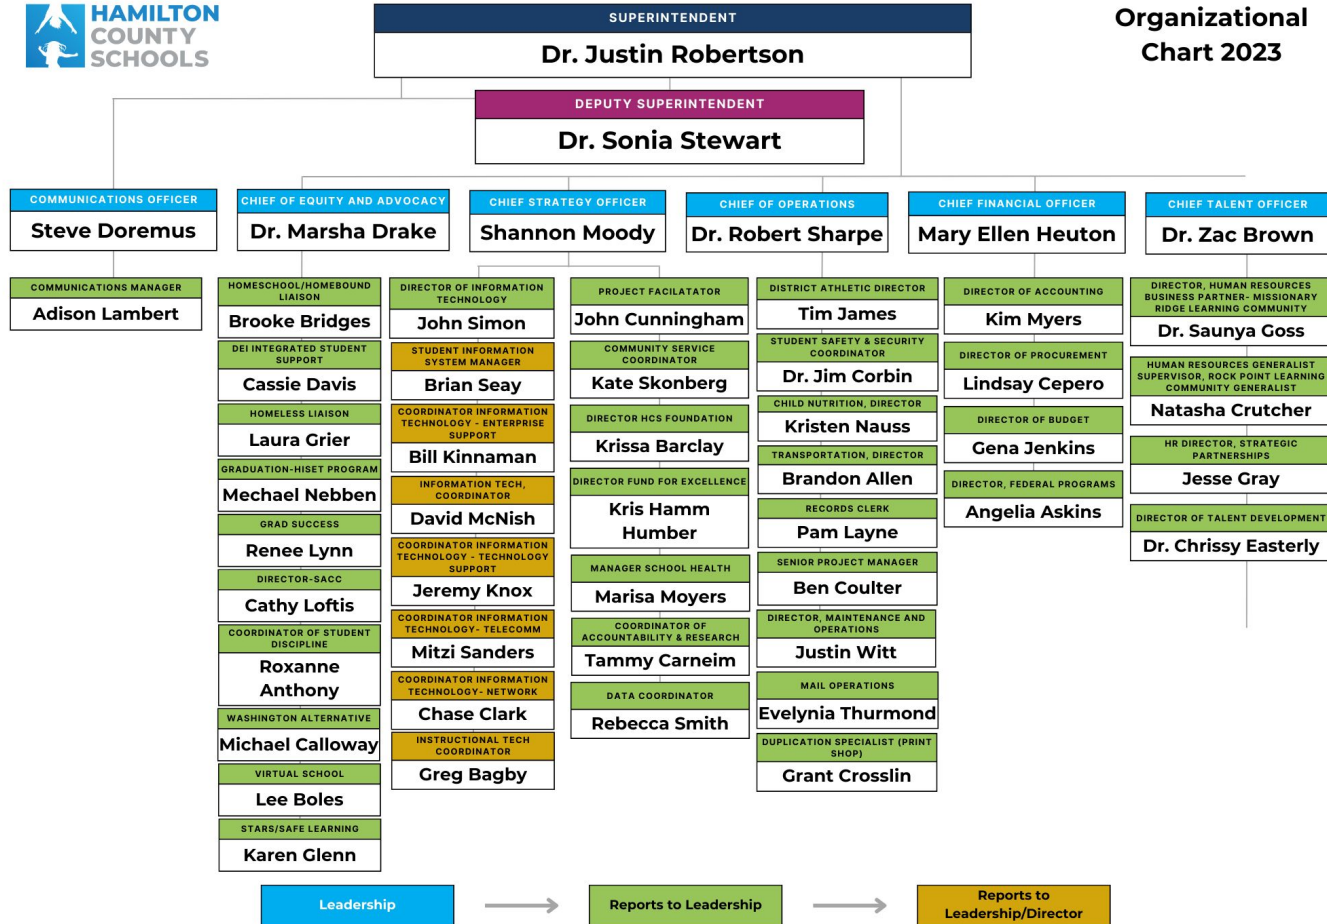 HAMILTON
COUNTY
SCHOOLS
SUPERINTENDENT
Dr. Justin Robertson
Organizational
Chart 2023
DEPUTY SUPERINTENDENT
Dr. Sonia Stewart
COMMUNICATIONS OFFICER
Steve Doremus
COMMUNICATIONS MANAGER
Adison Lambert
CHIEF OF EQUITY AND ADVOCACY
Dr. Marsha Drake
HOMESCHOOL/HOMEBOUND
LIAISON
Brooke Bridges
DEI INTEGRATED STUDENT
SUPPORT
Cassie Davis
HOMELESS LIAISON
Laura Grier
GRADUATION-HISET PROGRAM
Mechael Nebben
GRAD SUCCESS
Renee Lynn
DIRECTOR-SACC
Cathy Loftis
COORDINATOR OF STUDENT
DISCIPLINE
Roxanne
Anthony
WASHINGTON ALTERNATIVE
Michael Calloway
VIRTUAL SCHOOL
Lee Boles
STARS/SAFE LEARNING
Karen Glenn
CHIEF STRATEGY OFFICER
Shannon Moody
DIRECTOR OF INFORMATION
TECHNOLOGY
John Simon
STUDENT INFORMATION
SYSTEM MANAGER
Brian Seay
COORDINATOR INFORMATION
TECHNOLOGY - ENTERPRISE
SUPPORT
Bill Kinnaman
INFORMATION TECH,
COORDINATOR
David McNish
COORDINATOR INFORMATION
TECHNOLOGY - TECHNOLOGY
SUPPORT
Jeremy Knox
COORDINATOR INFORMATION
TECHNOLOGY- TELECOMM
Mitzi Sanders
COORDINATOR INFORMATION
TECHNOLOGY- NETWORK
Chase Clark
INSTRUCTIONAL TECH
COORDINATOR
Greg Bagby
PROJECT FACILATATOR
John Cunningham
COMMUNITY SERVICE
COORDINATOR
Kate Skonberg
DIRECTOR HCS FOUNDATION
Krissa Barclay
DIRECTOR FUND FOR EXCELLENCE
Kris Hamm
Humber
MANAGER SCHOOL HEALTH
Marisa Moyers
COORDINATOR OF
ACCOUNTABILITY & RESEARCH
Tammy Carneim
DATA COORDINATOR
Rebecca Smith
CHIEF OF OPERATIONS
Dr. Robert Sharpe
DISTRICT ATHLETIC DIRECTOR
Tim James
STUDENT SAFETY & SECURITY
COORDINATOR
Dr. Jim Corbin
CHILD NUTRITION, DIRECTOR
Kristen Nauss
TRANSPORTATION, DIRECTOR
Brandon Allen
RECORDS CLERK
Pam Layne
SENIOR PROJECT MANAGER
Ben Coulter
DIRECTOR, MAINTENANCE AND
OPERATIONS
Justin Witt
MAIL OPERATIONS
Evelynia Thurmond
DUPLICATION SPECIALIST (PRINT
SHOP)
Grant Crosslin
CHIEF FINANCIAL OFFICER
Mary Ellen Heuton
DIRECTOR OF ACCOUNTING
Kim Myers
DIRECTOR OF PROCUREMENT
Lindsay Cepero
DIRECTOR OF BUDGET
Gena Jenkins
DIRECTOR, FEDERAL PROGRAMS
Angelia Askins
CHIEF TALENT OFFICER
Dr. Zac Brown
DIRECTOR, HUMAN RESOURCES
BUSINESS PARTNER- MISSIONARY
RIDGE LEARNING COMMUNITY
Dr. Saunya Goss
HUMAN RESOURCES GENERALIST
SUPERVISOR, ROCK POINT LEARNING
COMMUNITY GENERALIST
Natasha Crutcher
HR DIRECTOR, STRATEGIC
PARTNERSHIPS
Jesse Gray
DIRECTOR OF TALENT DEVELOPMENT
Dr. Chrissy Easterly
Leadership
Reports to Leadership
Reports to
Leadership/Director